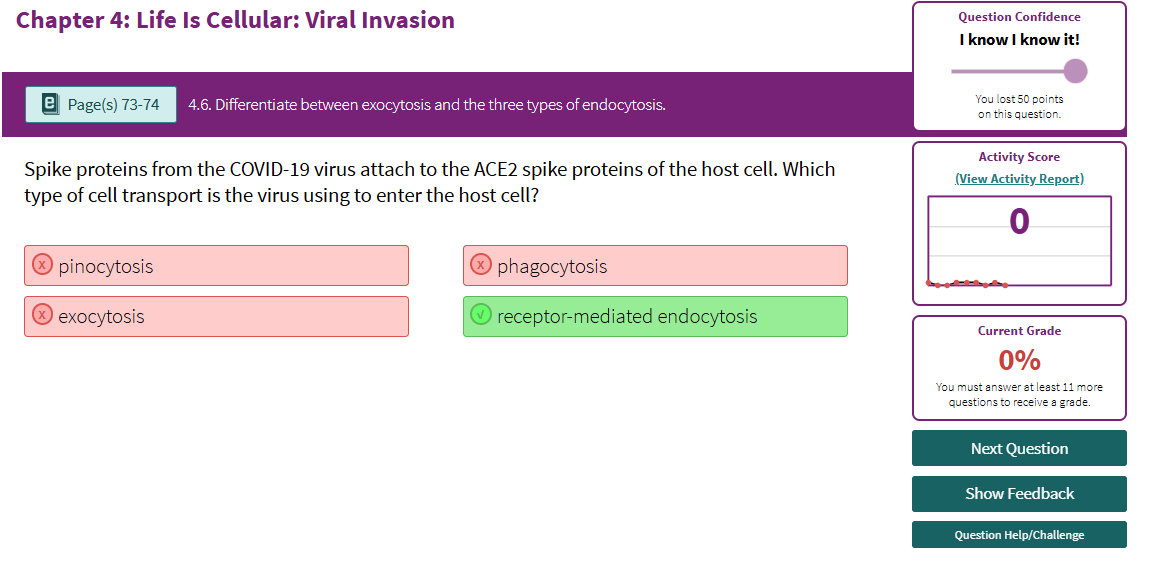 Chapter 4: Life Is Cellular: Viral Invasion
Page(s) 73-74
4.6. Differentiate between exocytosis and the three types of endocytosis.
Spike proteins from the COVID-19 virus attach to the ACE2 spike proteins of the host cell. Which
type of cell transport is the virus using to enter the host cell?
x pinocytosis
x phagocytosis
x exocytosis
✓ receptor-mediated endocytosis
Question Confidence
I know I know it!
You lost 50 points
on this question.
Activity Score
(View Activity Report)
0
Current Grade
0%
You must answer at least 11 more
questions to receive a grade.
Next Question
Show Feedback
Question Help/Challenge